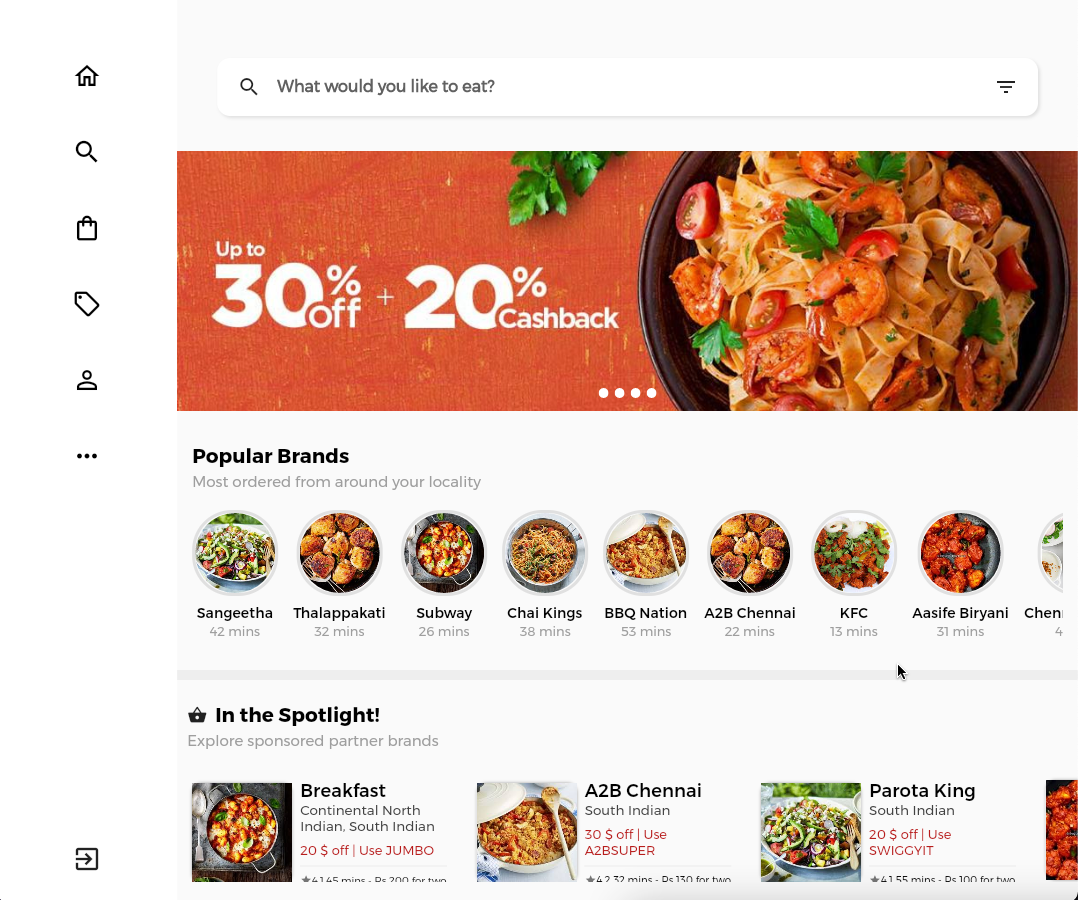 What would you like to eat?
Up to
30% off + 20% Cashback
Popular Brands
Most ordered from around your locality
Sangeetha
42 mins
Thalappakati
32 mins
Subway
26 mins
Chai Kings
38 mins
BBQ Nation
53 mins
A2B Chennai
22 mins
KFC
13 mins
Aasife Biryani
31 mins
Chen
4
In the Spotlight!
Explore sponsored partner brands
Breakfast
Continental North
Indian, South Indian
20 $ off | Use JUMBO
4.1 45 mins - Rs 200 for two
A2B Chennai
South Indian
30 $ off | Use
A2BSUPER
4.2 32 mins - Rs 130 for two
Parota King
South Indian
20 $ off | Use
SWIGGYIT
4.1 55 mins - Rs 100 for two